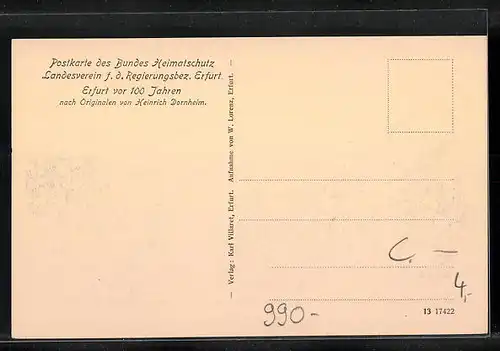 Postkarte des Bundes Heimatschutz
Landesverein f. d. Regierungsbez. Erfurt.
Erfurt vor 100 Jahren
nach Originalen von Heinrich Dornheim.
— Verlag: Karl Villaret, Erfurt. Aufnahme von W. Lorenz, Erfurt. —
C. —
4,-
990-
13 17422